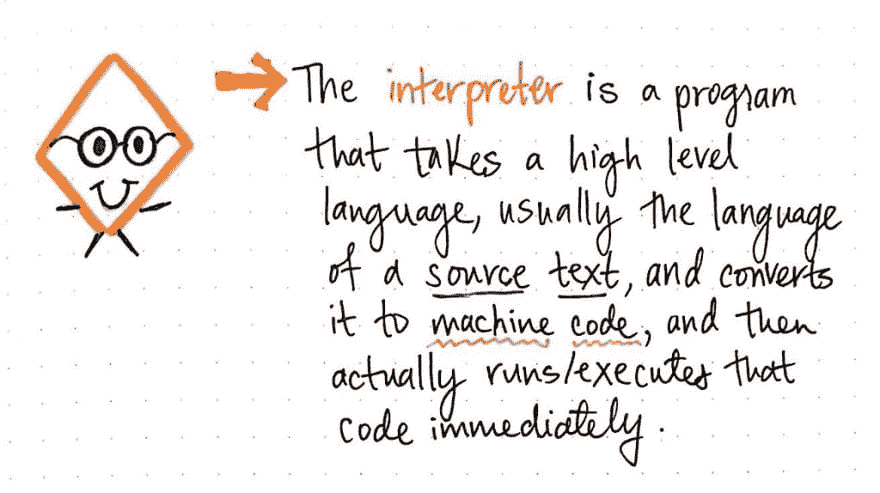 The interpreter is a program
that takes a high level
language, usually the language
of a source text, and converts
it to machine code, and then
actually runs/executes that
code immediately.